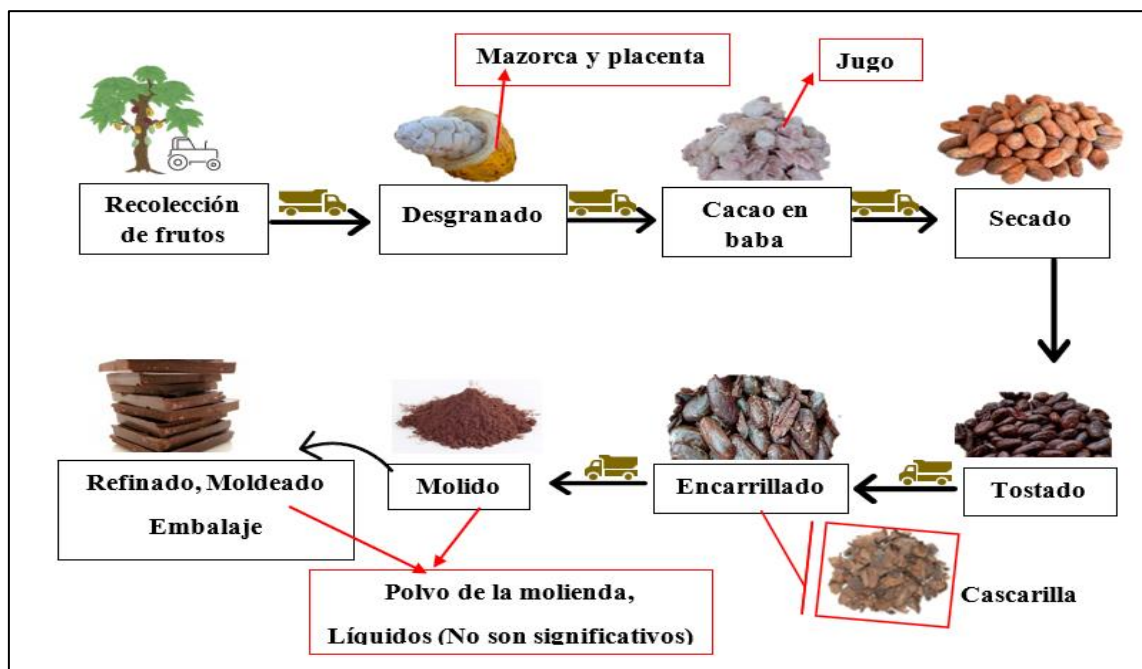 Mazorca y placenta
Jugo
Recolección
de frutos
Desgranado
Cacao en
baba
Secado
Refinado, Moldeado
Embalaje
Molido
Encarrillado
Tostado
Cascarilla
Polvo de la molienda,
Líquidos (No son significativos)